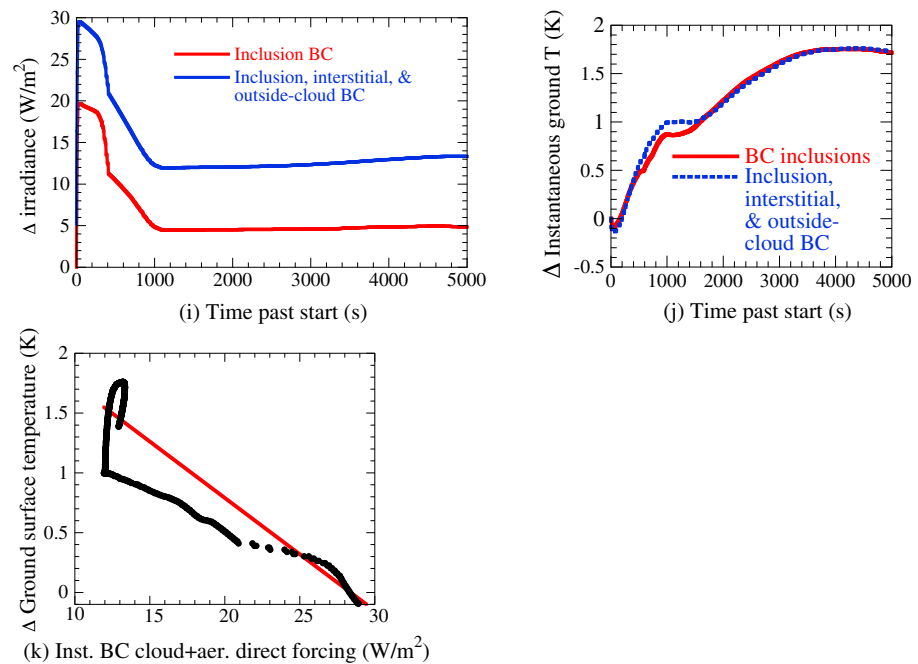 Δ irradiance (W/m²)
30
25
20
15
10
5
0
Inclusion BC
Inclusion, interstitial, &
outside-cloud BC
0 1000 2000 3000 4000 5000
(i) Time past start (s)
Δ Instantaneous ground T (K)
2
1.5
1
0.5
0
-0.5
BC inclusions
Inclusion,
interstitial,
& outside-
cloud BC
0 1000 2000 3000 4000 5000
(j) Time past start (s)
Δ Ground surface temperature (K)
2
1.5
1
0.5
0
10 15 20 25 30
(k) Inst. BC cloud+aer. direct forcing (W/m²)